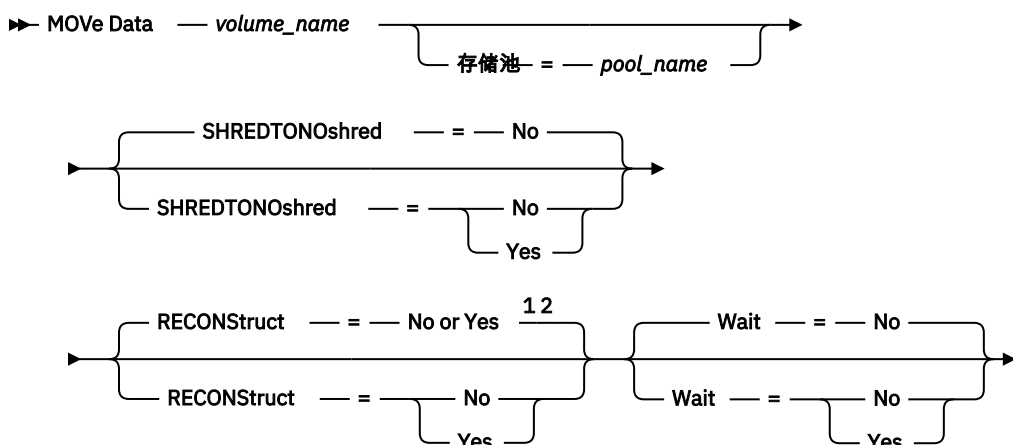 MOVe Data volume_name
存储池 = pool_name
SHREDTONOshred = No
SHREDTONOshred = No
Yes
1 2
RECONStruct = No or Yes Wait = No
RECONStruct = No Wait = No
Yes Yes